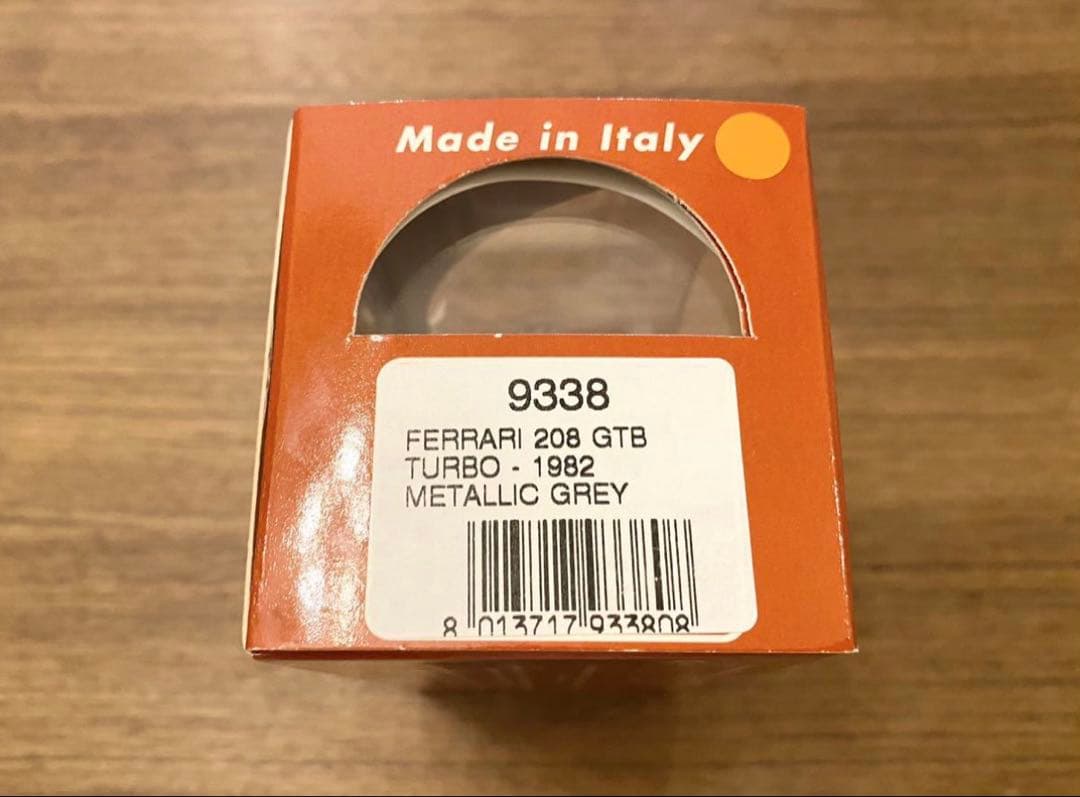 Made in Italy
9338
FERRARI 208 GTB
TURBO - 1982
METALLIC GREY
8 013717 933808